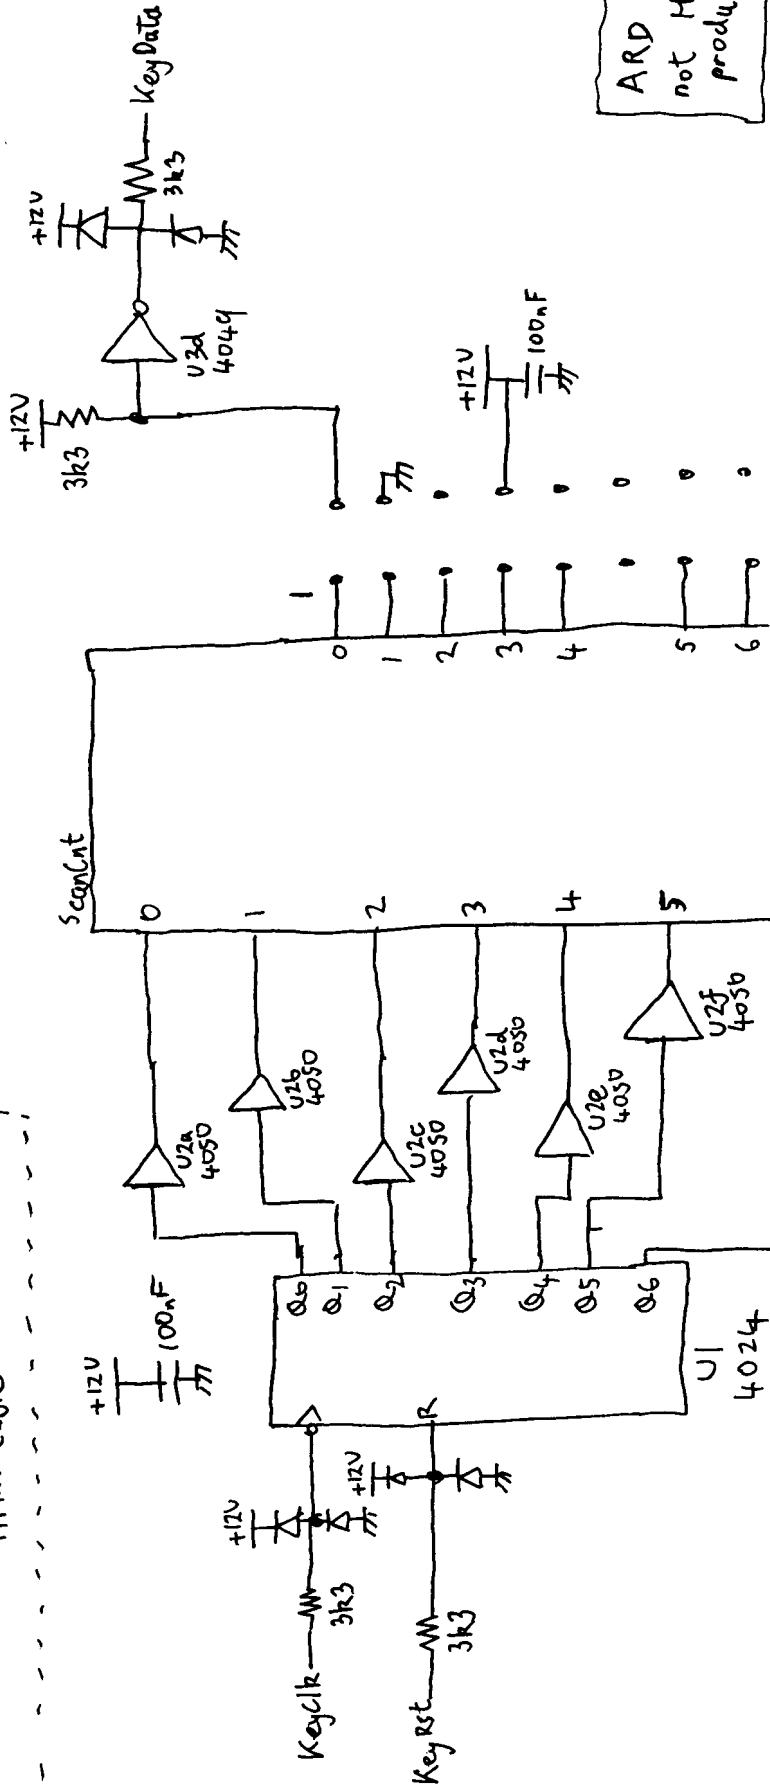 +12V
100nF
ScanCnt
+12V
3k3
+12V
KeyData
3k3
U3d
4049
U2a
4050
0
U2b
4050
1
+12V
KeyClk
3k3
Q0
Q1
Q2
Q3
Q4
Q5
Q6
+12V
KeyRst
3k3
R
U1
4024
U2c
4050
2
U2d
4050
3
U2e
4050
4
U2f
4050
5
1
0
1
2
3
4
5
6
+12V
100nF
ARD
not H
produ